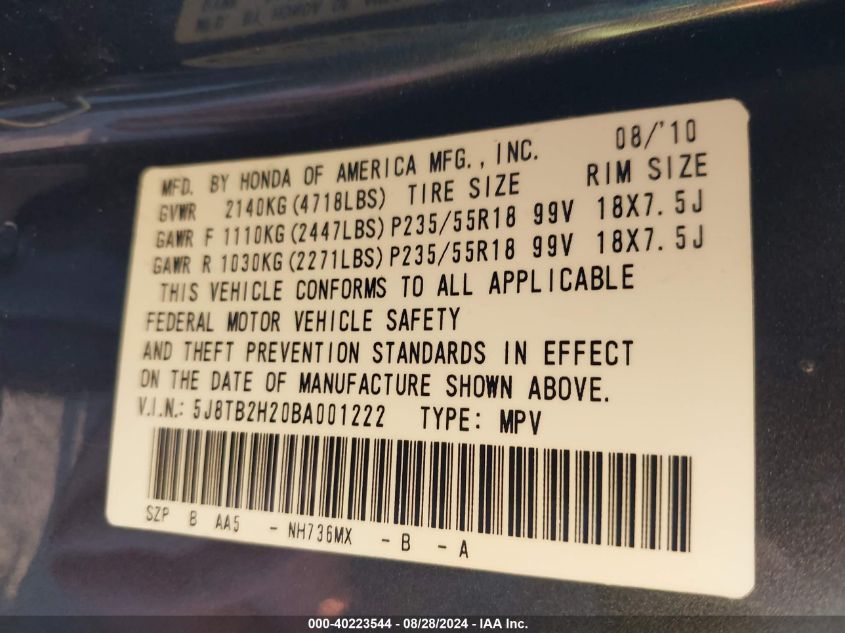 MFD. BY HONDA OF AMERICA MFG., INC. 08/'10
GVWR 2140KG(4718LBS) TIRE SIZE RIM SIZE
GAWR F 1110KG(2447LBS)P235/55R18 99V 18X7.5J
GAWR R 1030KG(2271LBS)P235/55R18 99V 18X7.5J
THIS VEHICLE CONFORMS TO ALL APPLICABLE
FEDERAL MOTOR VEHICLE SAFETY
AND THEFT PREVENTION STANDARDS IN EFFECT
ON THE DATE OF MANUFACTURE SHOWN ABOVE.
V.I.N.: 5J8TB2H20BA001222 TYPE: MPV
SZP B AA5 - NH736MX - B - A
000-40223544 - 08/28/2024 - IAA Inc.